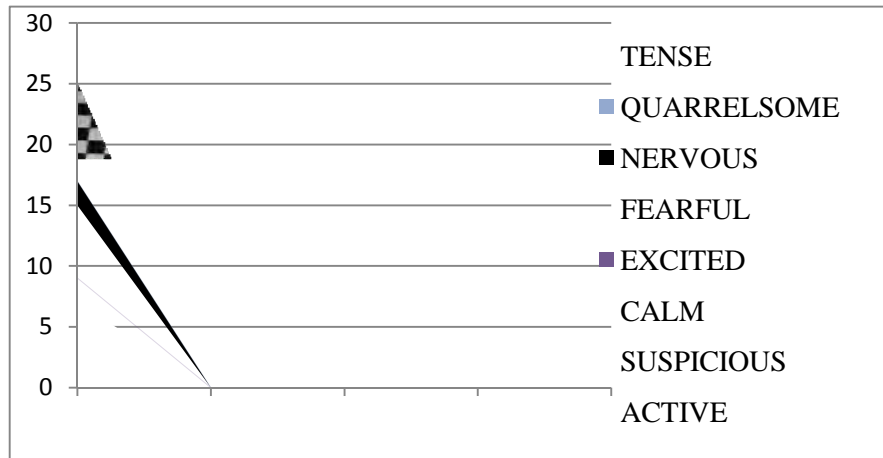 30
25
20
15
10
5
0
TENSE
QUARRELSOME
NERVOUS
FEARFUL
EXCITED
CALM
SUSPICIOUS
ACTIVE